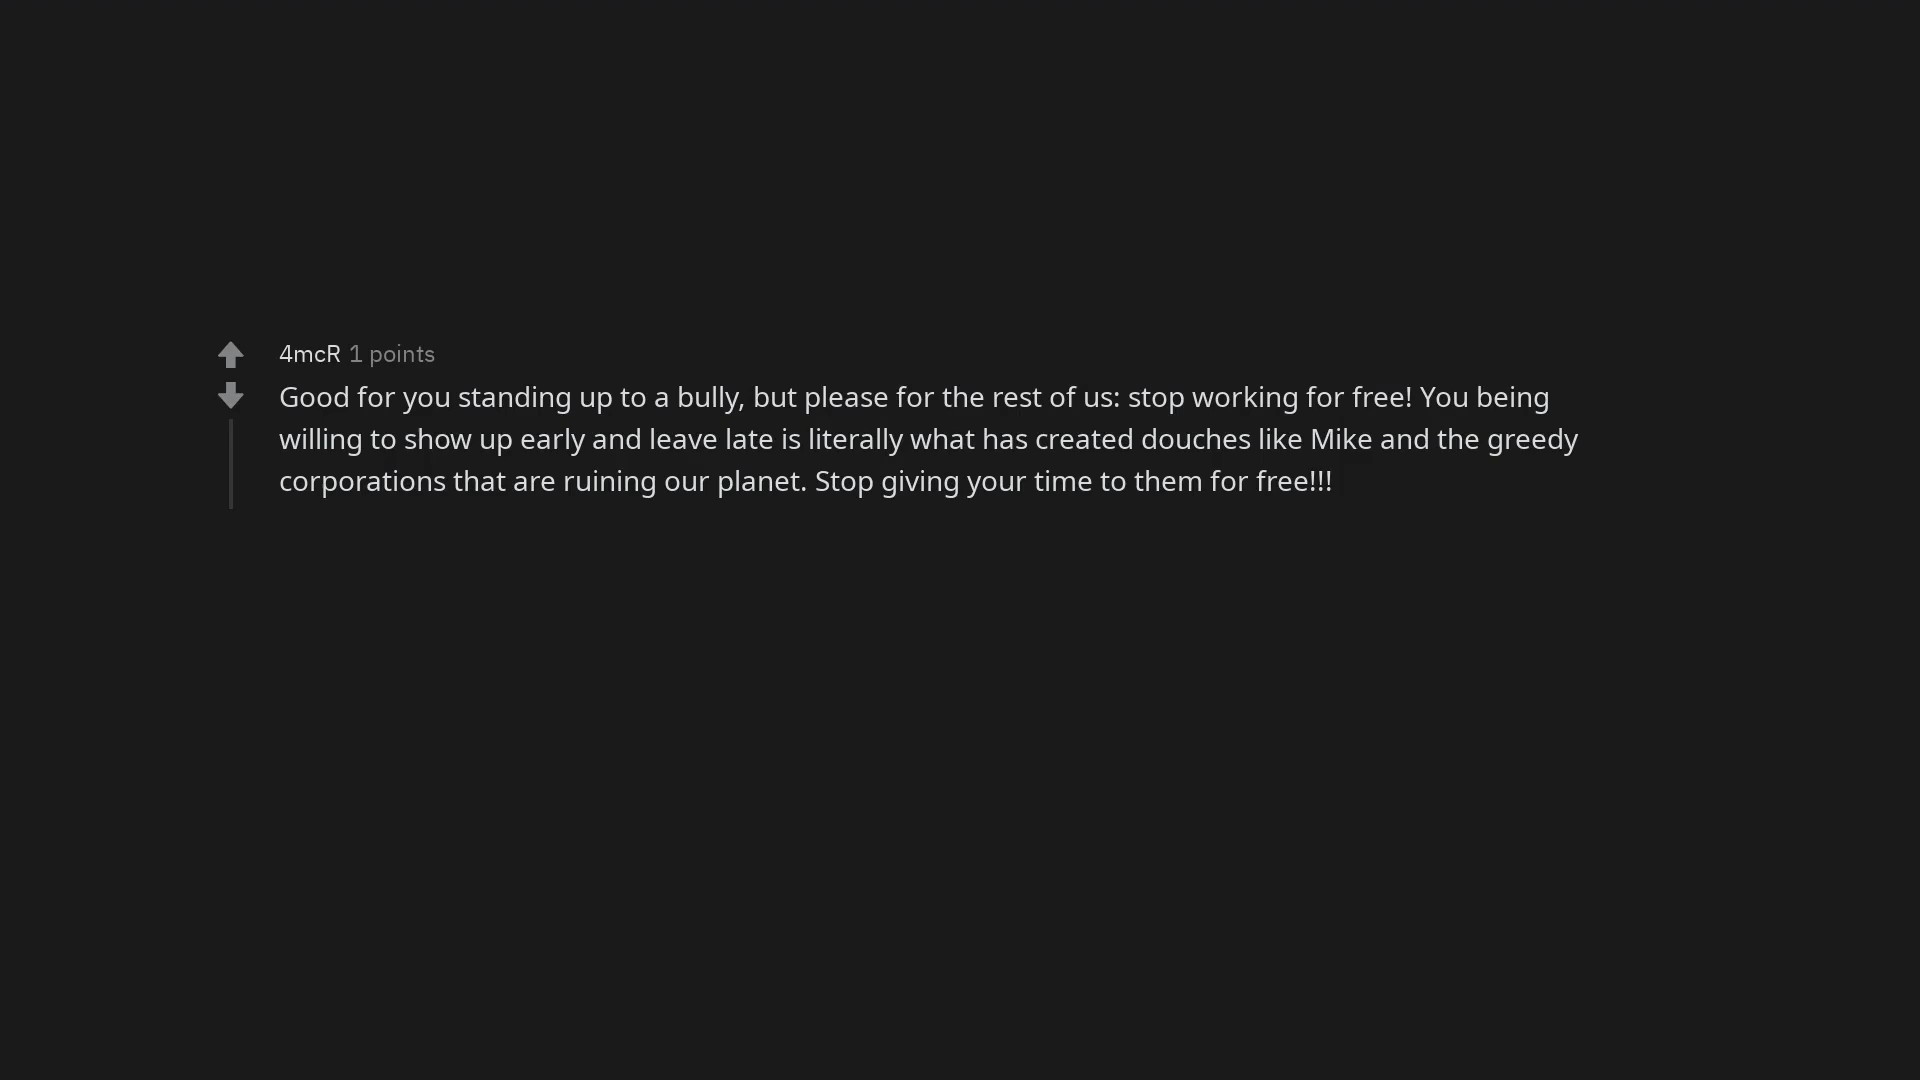 4mcR 1 points
Good for you standing up to a bully, but please for the rest of us: stop working for free! You being
willing to show up early and leave late is literally what has created douches like Mike and the greedy
corporations that are ruining our planet. Stop giving your time to them for free!!!